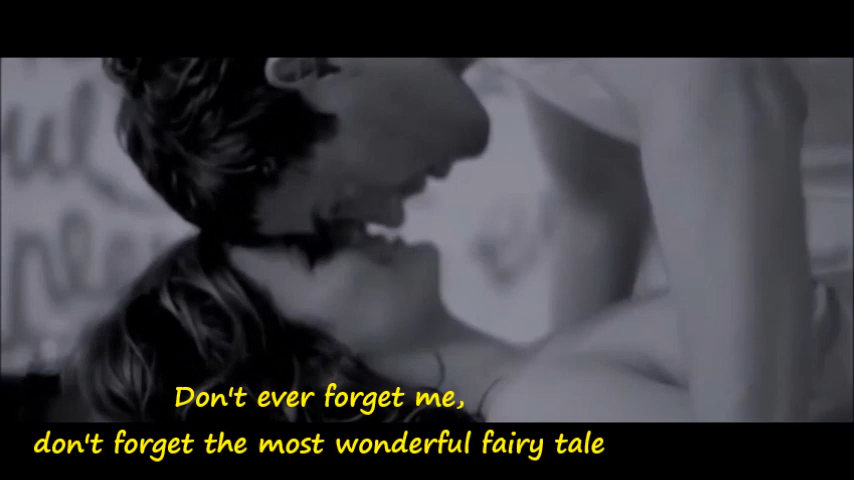 Don't ever forget me,
don't forget the most wonderful fairy tale